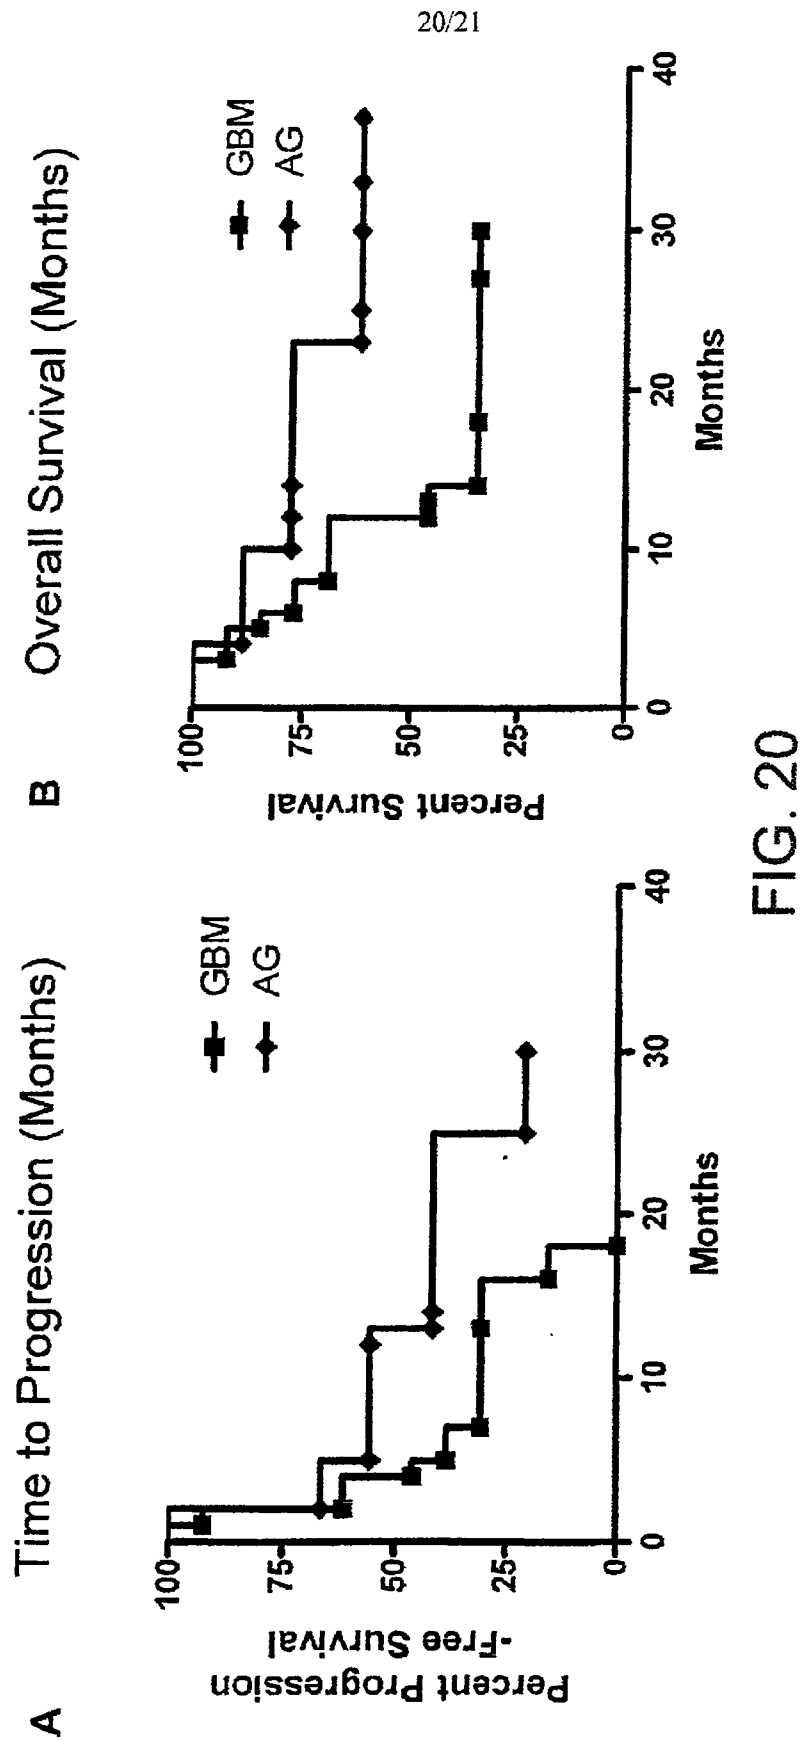 20/21
A
Time to Progression (Months)
Percent Progression
-Free Survival
100
75
50
25
0
0
10
20
30
40
Months
GBM
AG
B
Overall Survival (Months)
Percent Survival
100
75
50
25
0
0
10
20
30
40
Months
GBM
AG
FIG. 20